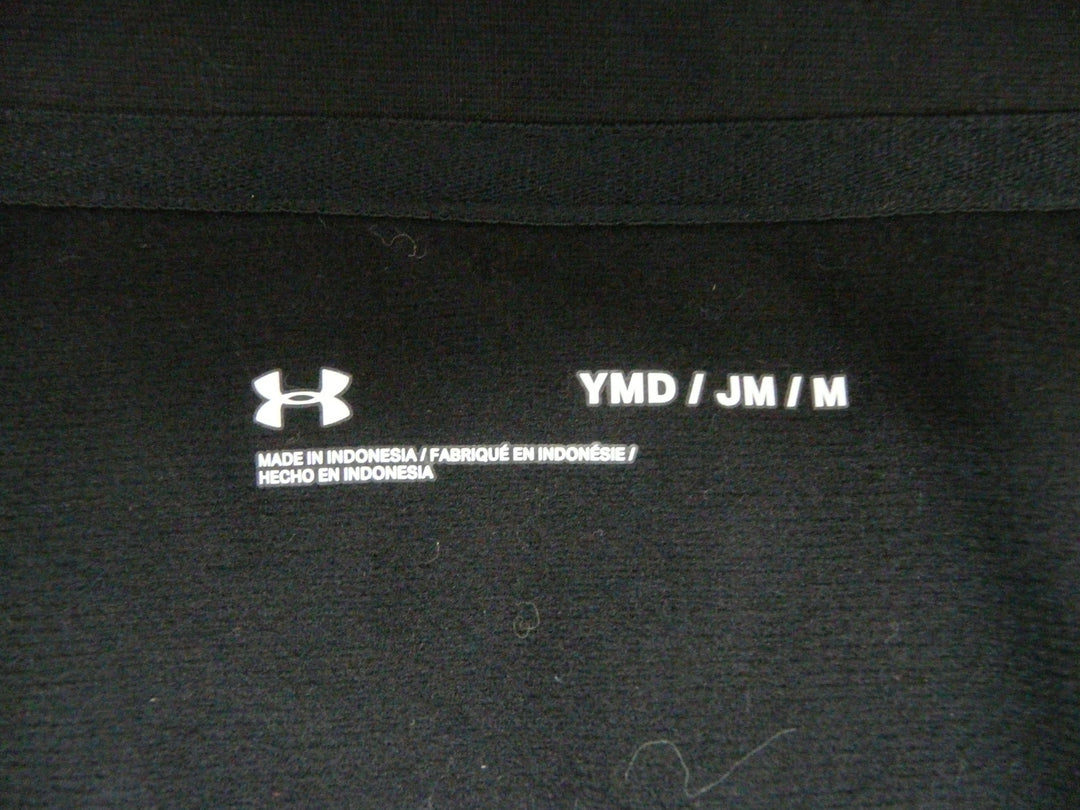 YMD / JM / M
MADE IN INDONESIA / FABRIQUÉ EN INDONÉSIE /
HECHO EN INDONESIA